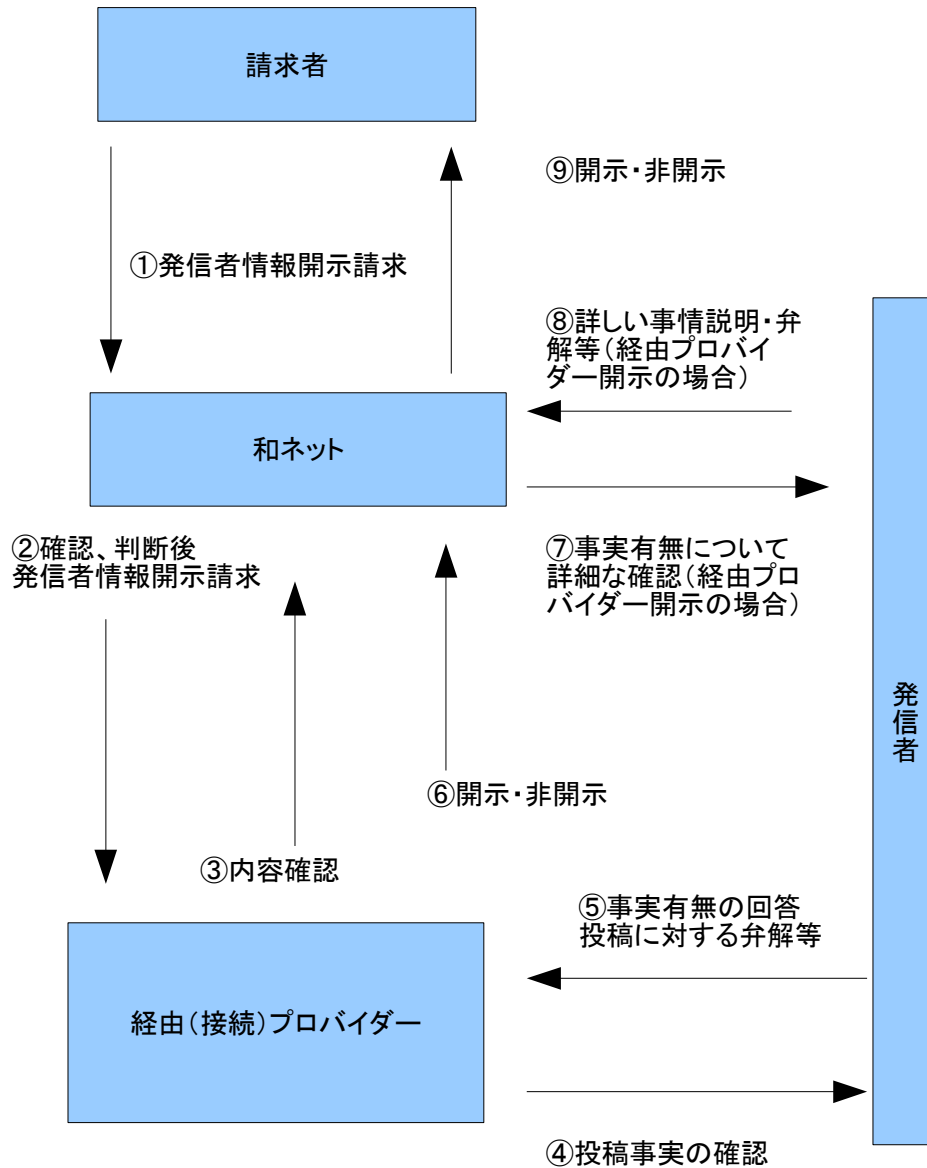 請求者
⑨開示・非開示
①発信者情報開示請求
⑧詳しい事情説明・弁
解等(経由プロバイ
ダー開示の場合)
和ネット
②確認、判断後
発信者情報開示請求
⑦事実有無について
詳細な確認(経由プロ
バイダー開示の場合)
発信者
⑥開示・非開示
③内容確認
⑤事実有無の回答
投稿に対する弁解等
経由(接続)プロバイダー
④投稿事実の確認